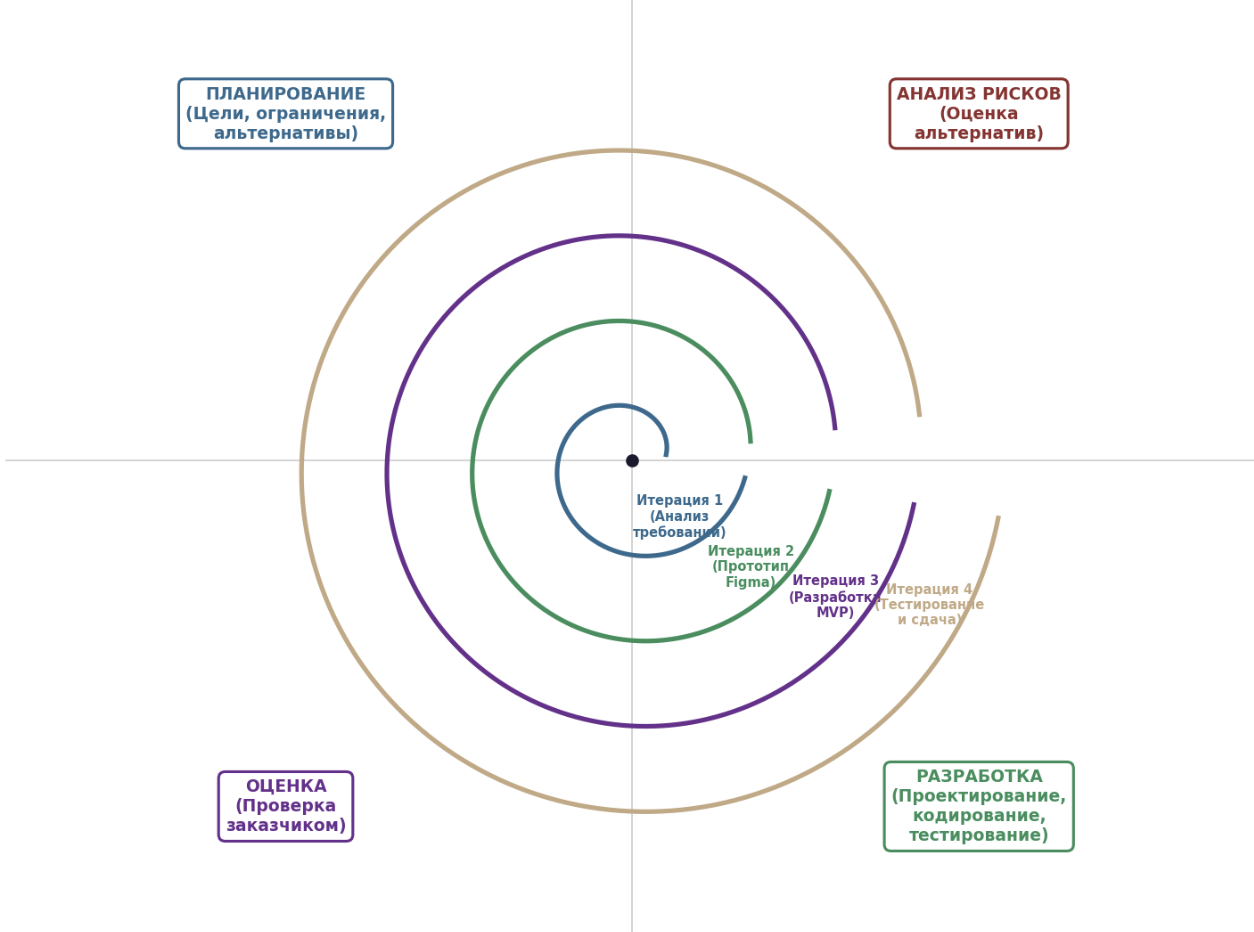 ПЛАНИРОВАНИЕ
(Цели, ограничения,
альтернативы)
АНАЛИЗ РИСКОВ
(Оценка
альтернатив)
Итерация 1
(Анализ
требований)
Итерация 2
(Прототип
Figma)
Итерация 3
(Разработка
MVP)
Итерация 4
(Тестирование
и сдача)
ОЦЕНКА
(Проверка
заказчиком)
РАЗРАБОТКА
(Проектирование,
кодирование,
тестирование)